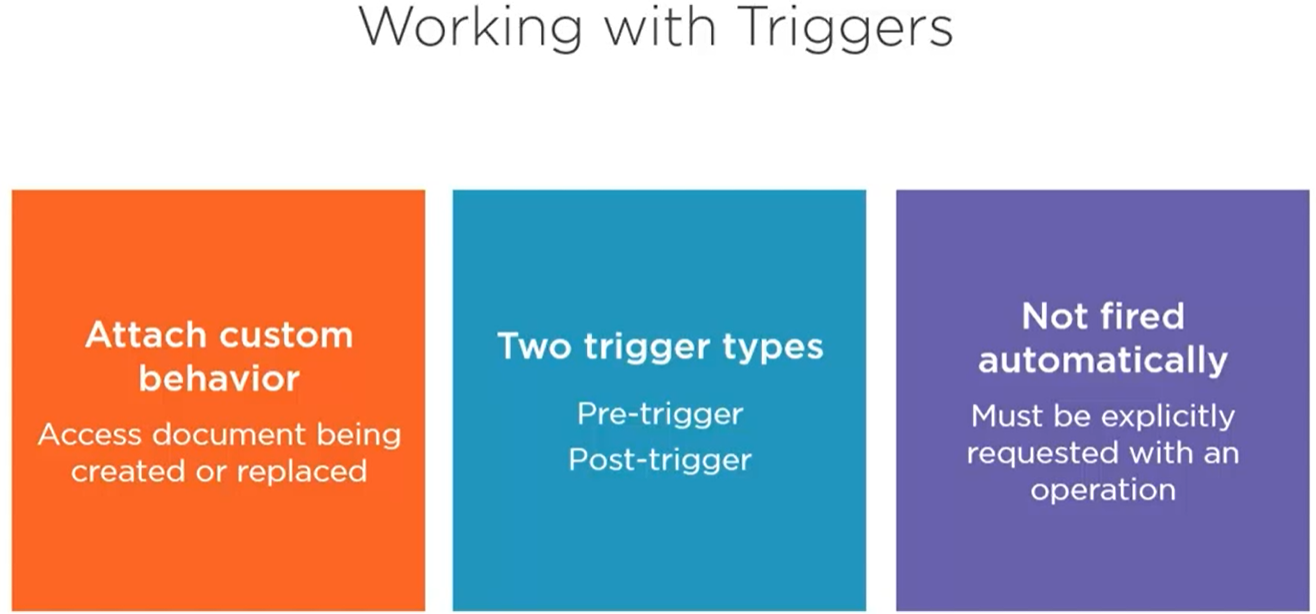 Working with Triggers
Attach custom
behavior
Access document being
created or replaced
Two trigger types
Pre-trigger
Post-trigger
Not fired
automatically
Must be explicitly
requested with an
operation